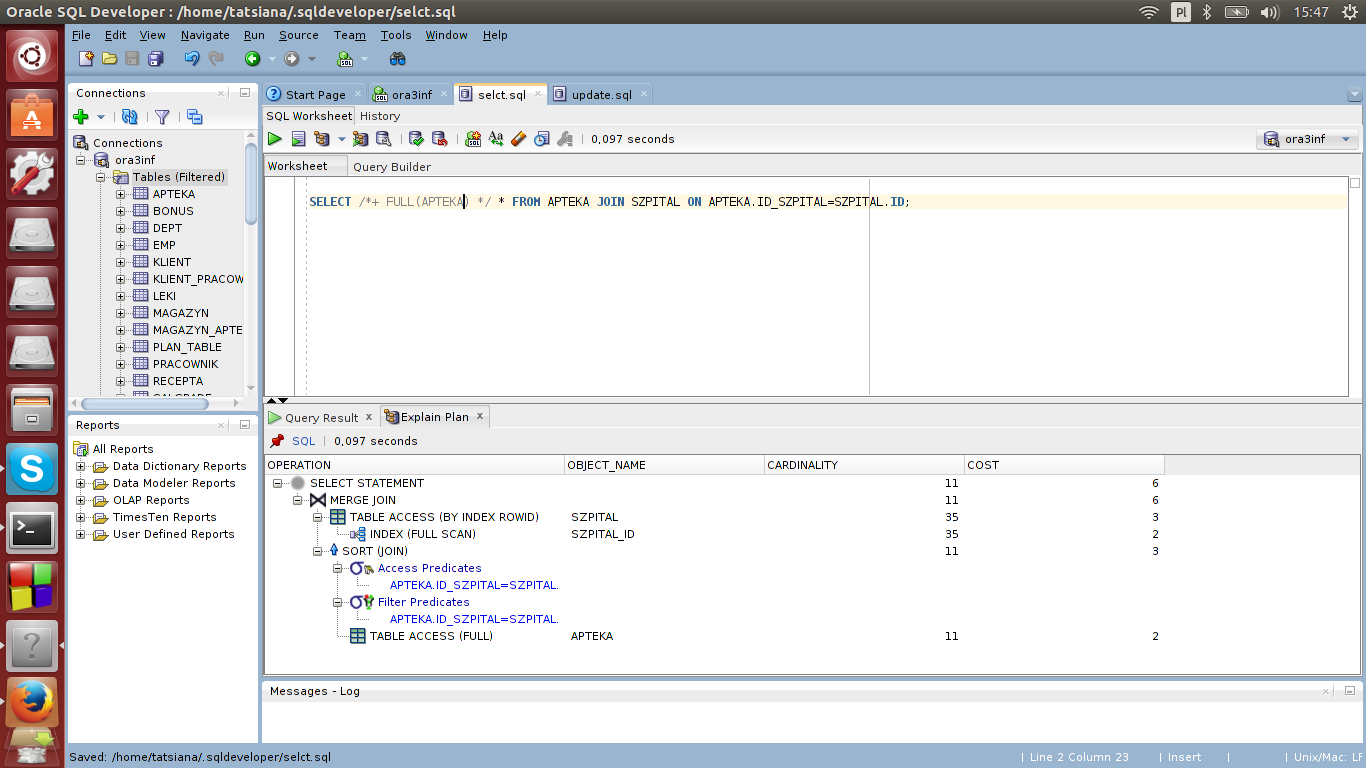 Oracle SQL Developer : /home/tatsiana/.sqldeveloper/selct.sql
Pl
15:47
File Edit View Navigate Run Source Team Tools Window Help
Connections
Connections
ora3inf
Tables (Filtered)
APTEKA
BONUS
DEPT
EMP
KLIENT
KLIENT_PRACOW
LEKI
MAGAZYN
MAGAZYN_APTE
PLAN_TABLE
PRACOWNIK
RECEPTA
Reports
All Reports
Data Dictionary Reports
Data Modeler Reports
OLAP Reports
TimesTen Reports
User Defined Reports
Start Page ora3inf selct.sql update.sql
SQL Worksheet History
0,097 seconds
ora3inf
Worksheet Query Builder
SELECT /*+ FULL(APTEKA) */ * FROM APTEKA JOIN SZPITAL ON APTEKA.ID_SZPITAL=SZPITAL.ID;
Query Result x Explain Plan x
SQL | 0,097 seconds
OPERATION OBJECT_NAME CARDINALITY COST
SELECT STATEMENT 11 6
MERGE JOIN 11 6
TABLE ACCESS (BY INDEX ROWID) SZPITAL 35 3
INDEX (FULL SCAN) SZPITAL_ID 35 2
SORT (JOIN) 11 3
Access Predicates
APTEKA.ID_SZPITAL=SZPITAL.
Filter Predicates
APTEKA.ID_SZPITAL=SZPITAL.
TABLE ACCESS (FULL) APTEKA 11 2
Messages - Log
Saved: /home/tatsiana/.sqldeveloper/selct.sql
| Line 2 Column 23 | Insert | | Unix/Mac: LF